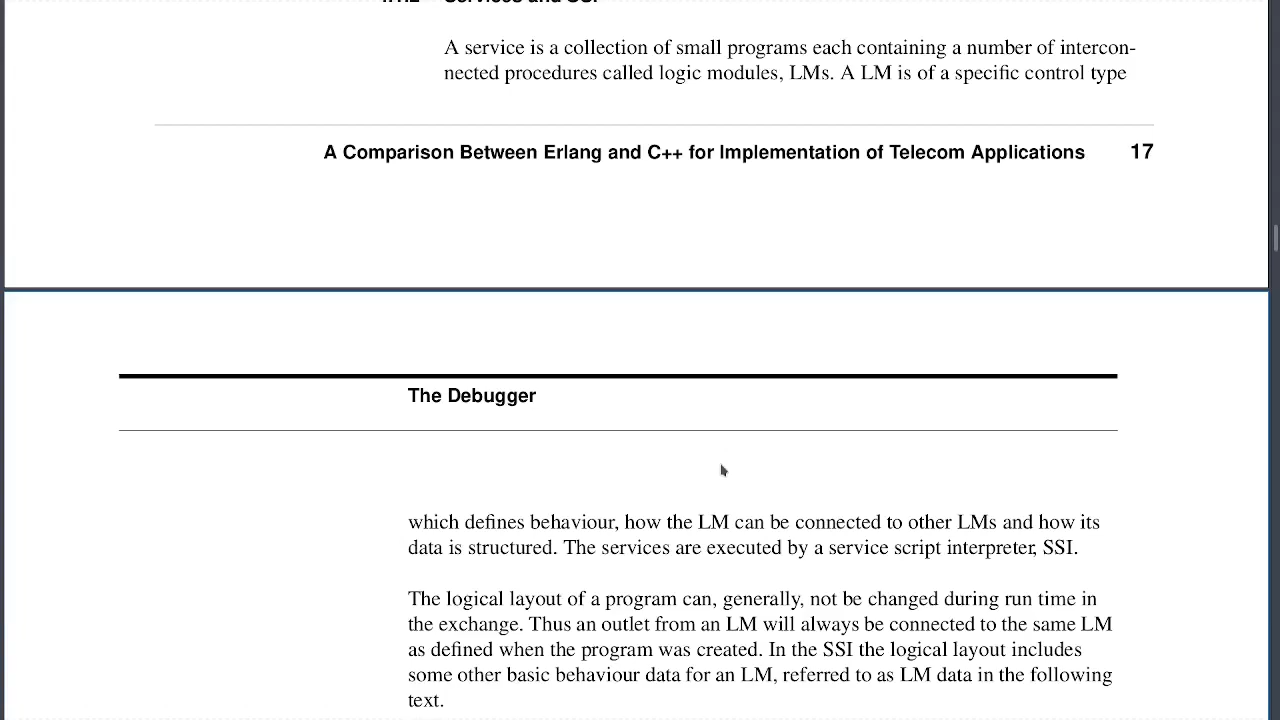 Services and SSI
A service is a collection of small programs each containing a number of intercon-
nected procedures called logic modules, LMs. A LM is of a specific control type
A Comparison Between Erlang and C++ for Implementation of Telecom Applications 17
The Debugger
which defines behaviour, how the LM can be connected to other LMs and how its
data is structured. The services are executed by a service script interpreter, SSI.
The logical layout of a program can, generally, not be changed during run time in
the exchange. Thus an outlet from an LM will always be connected to the same LM
as defined when the program was created. In the SSI the logical layout includes
some other basic behaviour data for an LM, referred to as LM data in the following
text.